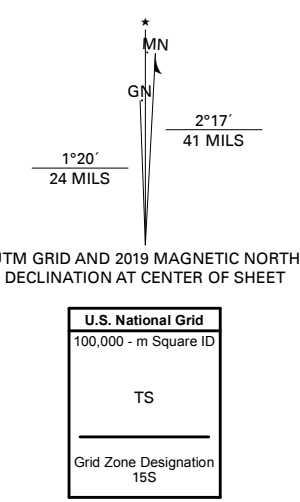 ★
MN
GN
2°17´
41 MILS
1°20´
24 MILS
UTM GRID AND 2019 MAGNETIC NORTH
DECLINATION AT CENTER OF SHEET
U.S. National Grid
100,000 - m Square ID
TS
Grid Zone Designation
15S